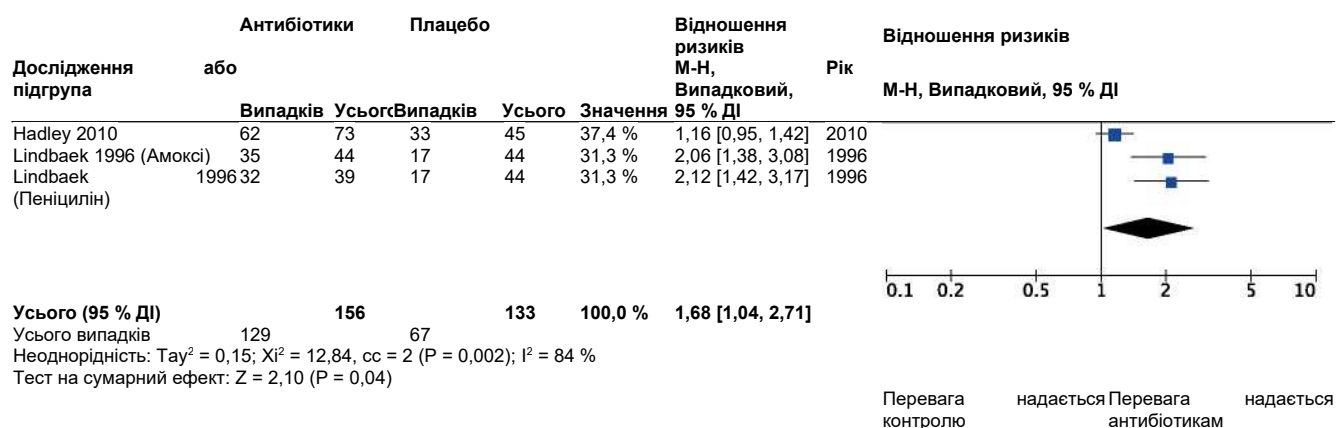 Антибіотики Плацебо Відношення ризиків М-Н, Випадковий, 95 % ДІ Рік Відношення ризиків
Дослідження або підгрупа М-Н, Випадковий, 95 % ДІ
Випадків Усього Випадків Усього Значення
Hadley 2010 62 73 33 45 37,4 % 1,16 [0,95, 1,42] 2010
Lindbaek 1996 (Амоксі) 35 44 17 44 31,3 % 2,06 [1,38, 3,08] 1996
Lindbaek 1996 32 39 17 44 31,3 % 2,12 [1,42, 3,17] 1996
(Пеніцилін)
0.1 0.2 0.5 1 2 5 10
Усього (95 % ДІ) 156 133 100,0 % 1,68 [1,04, 2,71]
Усього випадків 129 67
Неоднорідність: Тау² = 0,15; Хі² = 12,84, сс = 2 (P = 0,002); I² = 84 %
Тест на сумарний ефект: Z = 2,10 (P = 0,04)
Перевага надається контролю
Перевага надається антибіотикам